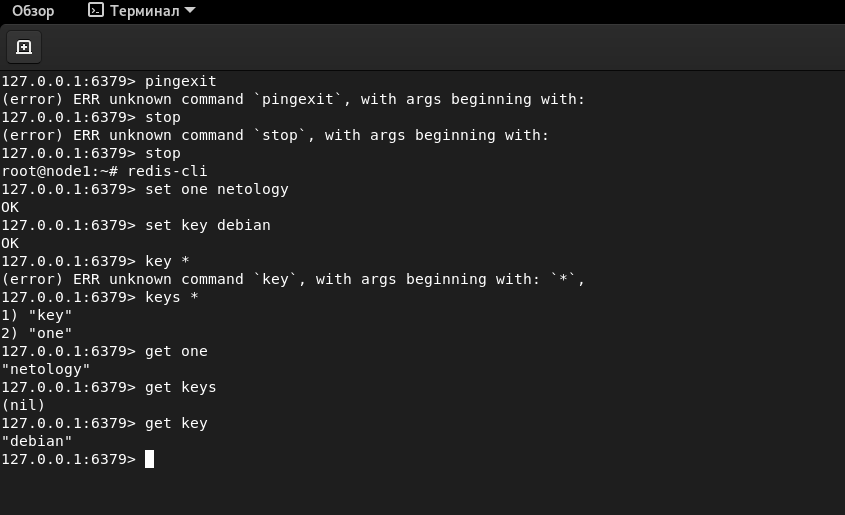 Обзор Терминал
127.0.0.1:6379> pingexit
(error) ERR unknown command `pingexit`, with args beginning with:
127.0.0.1:6379> stop
(error) ERR unknown command `stop`, with args beginning with:
127.0.0.1:6379> stop
root@node1:~# redis-cli
127.0.0.1:6379> set one netology
OK
127.0.0.1:6379> set key debian
OK
127.0.0.1:6379> key *
(error) ERR unknown command `key`, with args beginning with: `*`,
127.0.0.1:6379> keys *
1) "key"
2) "one"
127.0.0.1:6379> get one
"netology"
127.0.0.1:6379> get keys
(nil)
127.0.0.1:6379> get key
"debian"
127.0.0.1:6379>